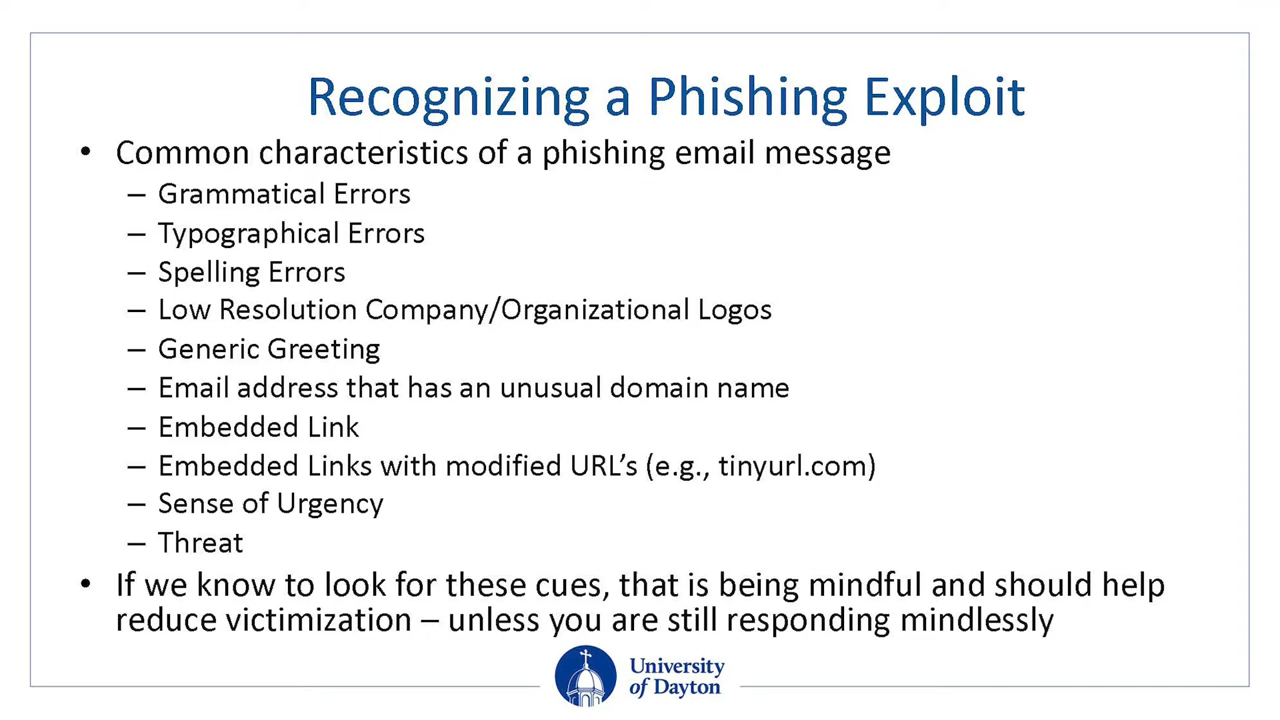 Recognizing a Phishing Exploit
• Common characteristics of a phishing email message
– Grammatical Errors
– Typographical Errors
– Spelling Errors
– Low Resolution Company/Organizational Logos
– Generic Greeting
– Email address that has an unusual domain name
– Embedded Link
– Embedded Links with modified URL’s (e.g., tinyurl.com)
– Sense of Urgency
– Threat
• If we know to look for these cues, that is being mindful and should help
reduce victimization – unless you are still responding mindlessly
University
of Dayton